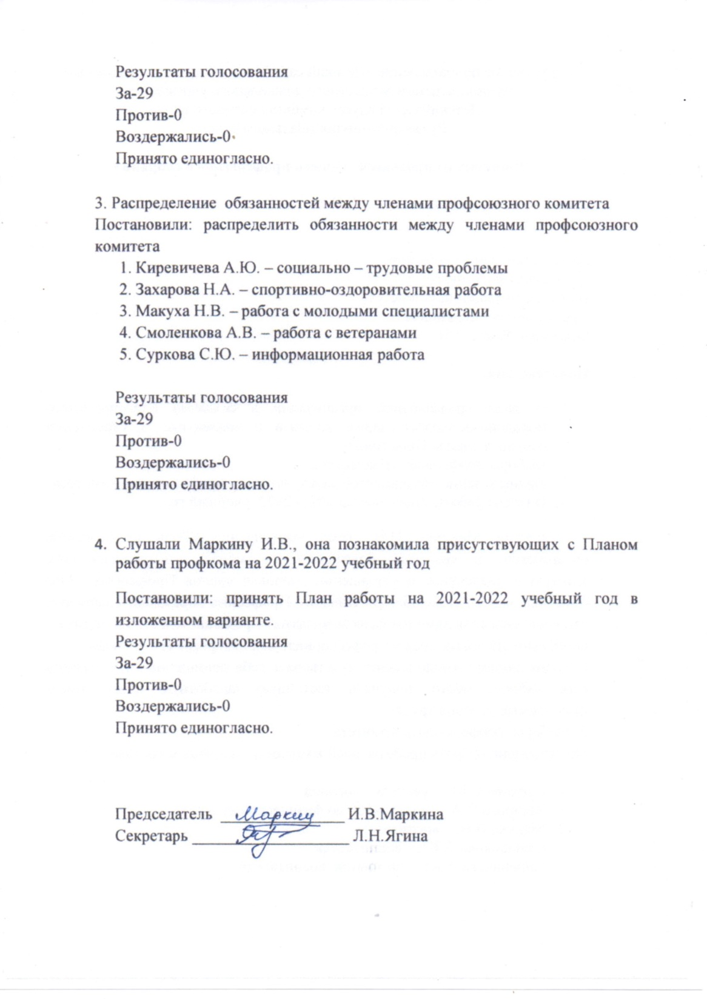 Результаты голосования
За-29
Против-0
Воздержались-0
Принято единогласно.
3. Распределение обязанностей между членами профсоюзного комитета
Постановили: распределить обязанности между членами профсоюзного
комитета
1. Киревичева А.Ю. – социально – трудовые проблемы
2. Захарова Н.А. – спортивно-оздоровительная работа
3. Макуха Н.В. – работа с молодыми специалистами
4. Смоленкова А.В. – работа с ветеранами
5. Суркова С.Ю. – информационная работа
Результаты голосования
За-29
Против-0
Воздержались-0
Принято единогласно.
4. Слушали Маркину И.В., она познакомила присутствующих с Планом
работы профкома на 2021-2022 учебный год
Постановили: принять План работы на 2021-2022 учебный год в
изложенном варианте.
Результаты голосования
За-29
Против-0
Воздержались-0
Принято единогласно.
Председатель И.В.Маркина
Секретарь Л.Н.Ягина